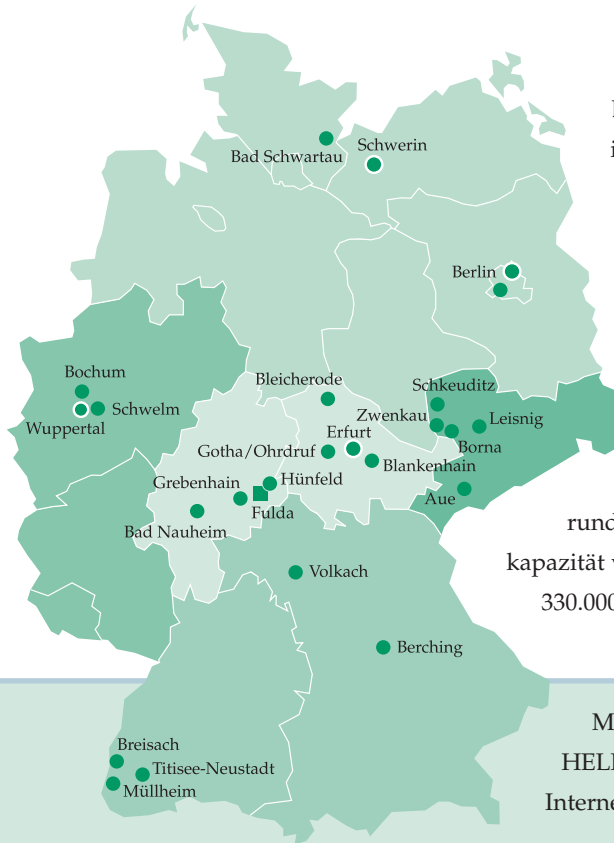 Schwerin
Bad Schwartau
Berlin
Bochum
Schwelm
Wuppertal
Bleicherode
Schkeuditz
Zwenkau
Leisnig
Erfurt
Borna
Gotha/Ohrdruf
Blankenhain
Hünfeld
Grebenhain
Aue
Fulda
Bad Nauheim
rund
kapazität
330.000
Volkach
Berching
Breisach
Titisee-Neustadt
Müllheim
Interne